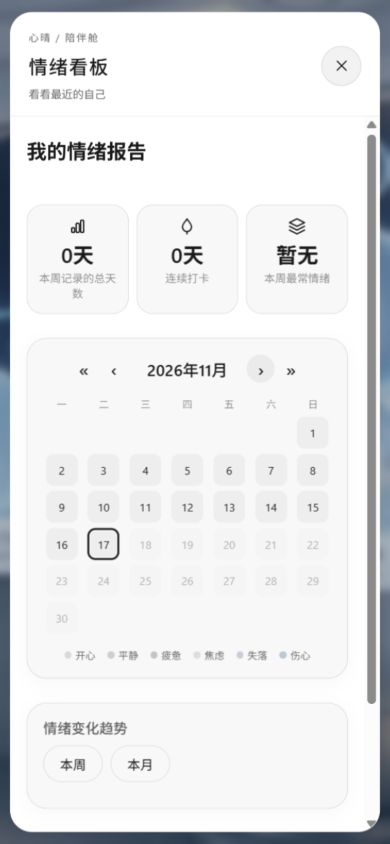 心晴 / 陪伴舱
情绪看板
看看最近的自己
我的情绪报告
0天
本周记录的总天
数
0天
连续打卡
暂无
本周最常情绪
« ‹ 2026年11月 › »
一 二 三 四 五 六 日
1
2 3 4 5 6 7 8
9 10 11 12 13 14 15
16 17 18 19 20 21 22
23 24 25 26 27 28 29
30
开心 平静 疲惫 焦虑 失落 伤心
情绪变化趋势
本周 本月